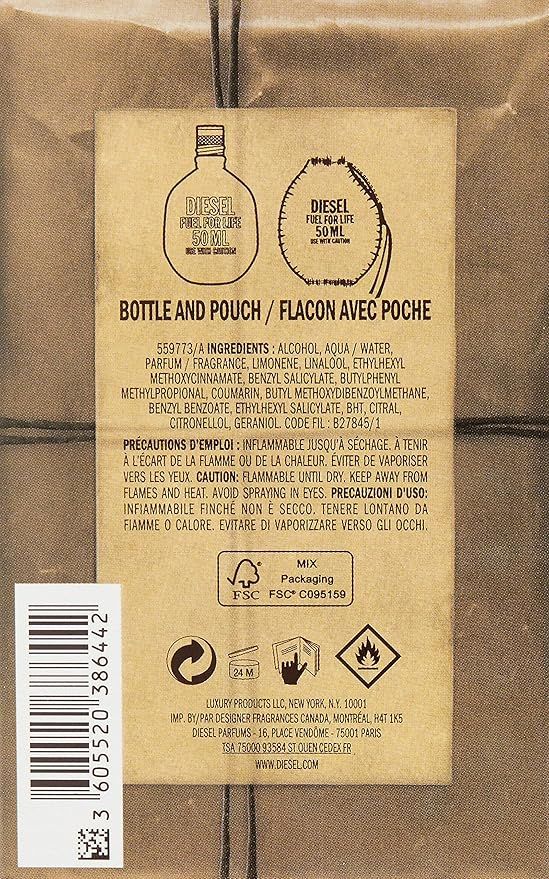 DIESEL
FUEL FOR LIFE
50 ML
USE WITH CAUTION
DIESEL
FUEL FOR LIFE
50 ML
USE WITH CAUTION
BOTTLE AND POUCH / FLACON AVEC POCHE
559773/A INGREDIENTS : ALCOHOL, AQUA / WATER,
PARFUM / FRAGRANCE, LIMONENE, LINALOOL, ETHYLHEXYL
METHOXYCINNAMATE, BENZYL SALICYLATE, BUTYLPHENYL
METHYLPROPIONAL, COUMARIN, BUTYL METHOXYDIBENZOYLMETHANE,
BENZYL BENZOATE, ETHYLHEXYL SALICYLATE, BHT, CITRAL,
CITRONELLOL, GERANIOL. CODE FIL : B27845/1
PRÉCAUTIONS D'EMPLOI : INFLAMMABLE JUSQU'À SÉCHAGE. À TENIR
À L'ÉCART DE LA FLAMME OU DE LA CHALEUR. ÉVITER DE VAPORISER
VERS LES YEUX. CAUTION: FLAMMABLE UNTIL DRY. KEEP AWAY FROM
FLAMES AND HEAT. AVOID SPRAYING IN EYES. PRECAUZIONI D'USO:
INFIAMMABILE FINCHÉ NON È SECCO. TENERE LONTANO DA
FIAMME O CALORE. EVITARE DI VAPORIZZARE VERSO GLI OCCHI.
FSC
MIX
Packaging
FSC® C095159
24 M
LUXURY PRODUCTS LLC, NEW YORK, N.Y. 10001
IMP. BY/PAR DESIGNER FRAGRANCES CANADA, MONTRÉAL, H4T 1K5
DIESEL PARFUMS - 16, PLACE VENDÔME - 75001 PARIS
TSA 75000 93584 ST OUEN CEDEX FR
WWW.DIESEL.COM
3 605520 386442